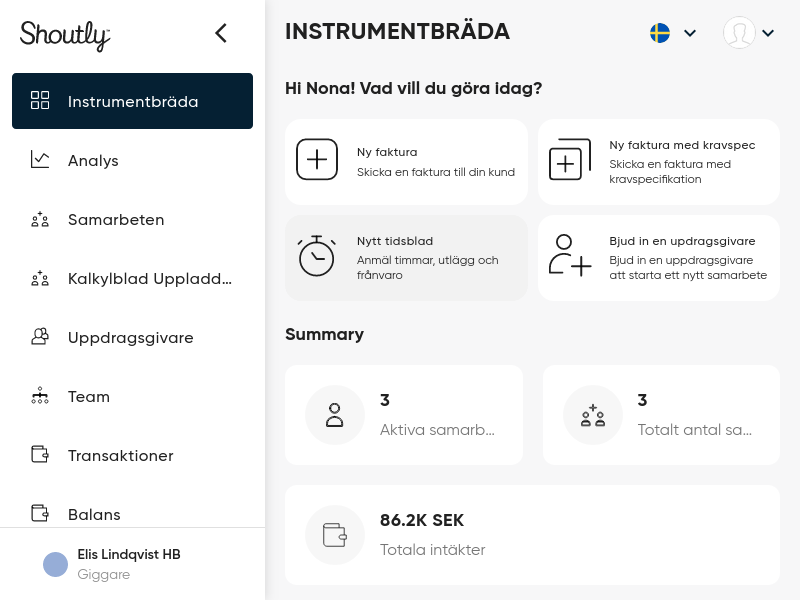 Shoutly
Instrumentbräda
Analys
Samarbeten
Kalkylblad Uppladd...
Uppdragsgivare
Team
Transaktioner
Balans
Elis Lindqvist HB
Giggare
INSTRUMENTBRÄDA
Hi Nona! Vad vill du göra idag?
Ny faktura
Skicka en faktura till din kund
Ny faktura med kravspec
Skicka en faktura med
kravspecifikation
Nytt tidsblad
Anmäl timmar, utlägg och
frånvaro
Bjud in en updragsgivare
Bjud in en uppdragsgivare
att starta ett nytt samarbete
Summary
3
Aktiva samarb...
3
Totalt antal sa...
86.2K SEK
Totala intäkter